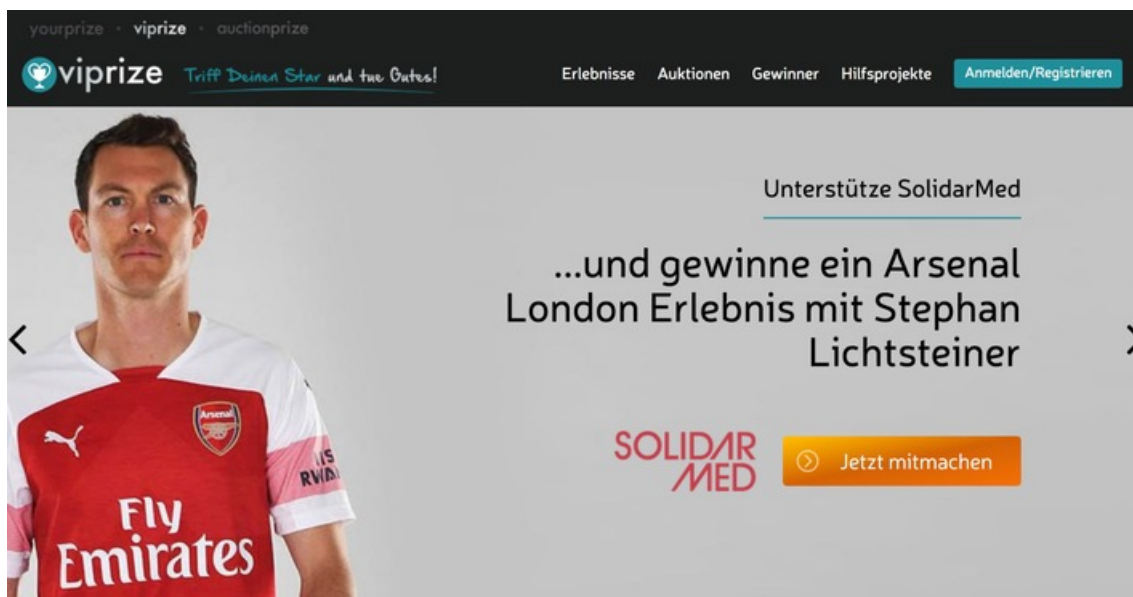 yourprize · viprize · auctionprize
viprize Triff Deinen Star und tue Gutes!
Erlebnisse Auktionen Gewinner Hilfsprojekte Anmelden/Registrieren
Unterstütze SolidarMed
...und gewinne ein Arsenal
London Erlebnis mit Stephan
Lichtsteiner
SOLIDAR
MED
Jetzt mitmachen
Arsenal
Fly
Emirates